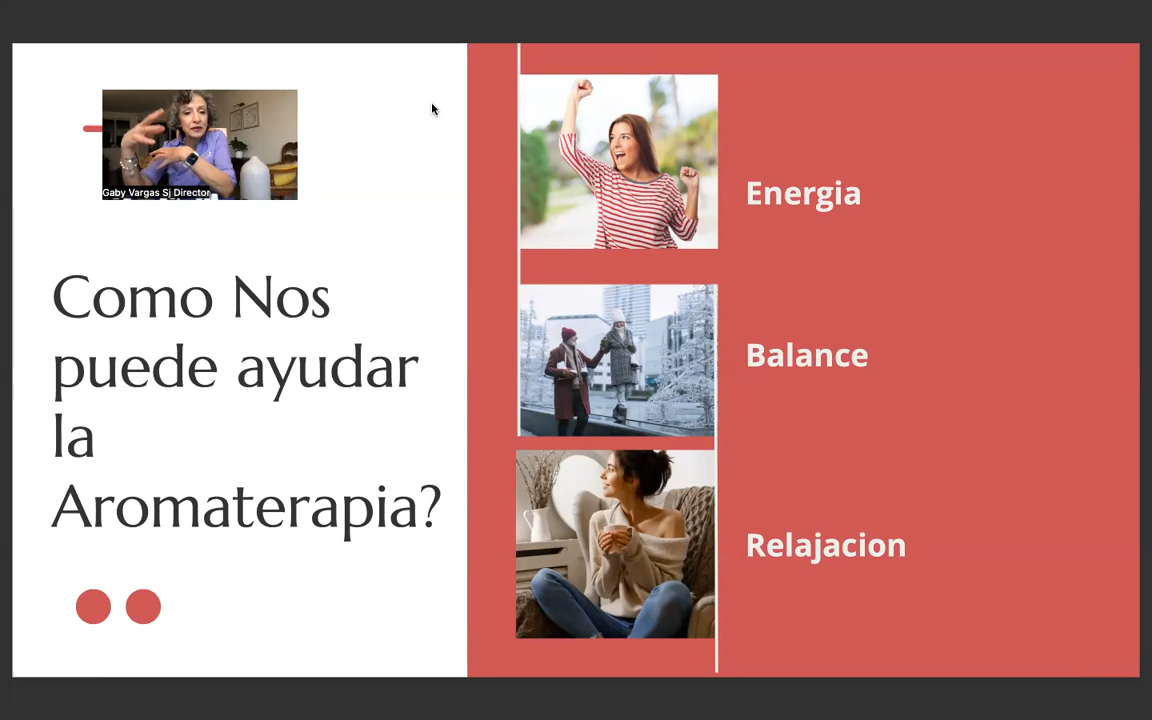 Gaby Vargas Sj Director
Como Nos
puede ayudar
la
Aromaterapia?
Energia
Balance
Relajacion